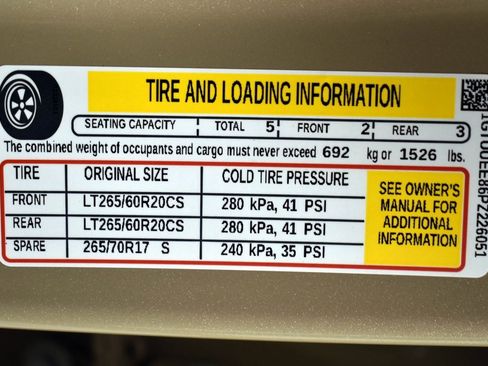 TIRE AND LOADING INFORMATION
SEATING CAPACITY TOTAL 5 FRONT 2 REAR 3
The combined weight of occupants and cargo must never exceed 692 kg or 1526 lbs.
TIRE ORIGINAL SIZE COLD TIRE PRESSURE
FRONT LT265/60R20CS 280 kPa, 41 PSI
REAR LT265/60R20CS 280 kPa, 41 PSI
SPARE 265/70R17 S 240 kPa, 35 PSI
SEE OWNER'S
MANUAL FOR
ADDITIONAL
INFORMATION
1GTUUEE88PZ226051